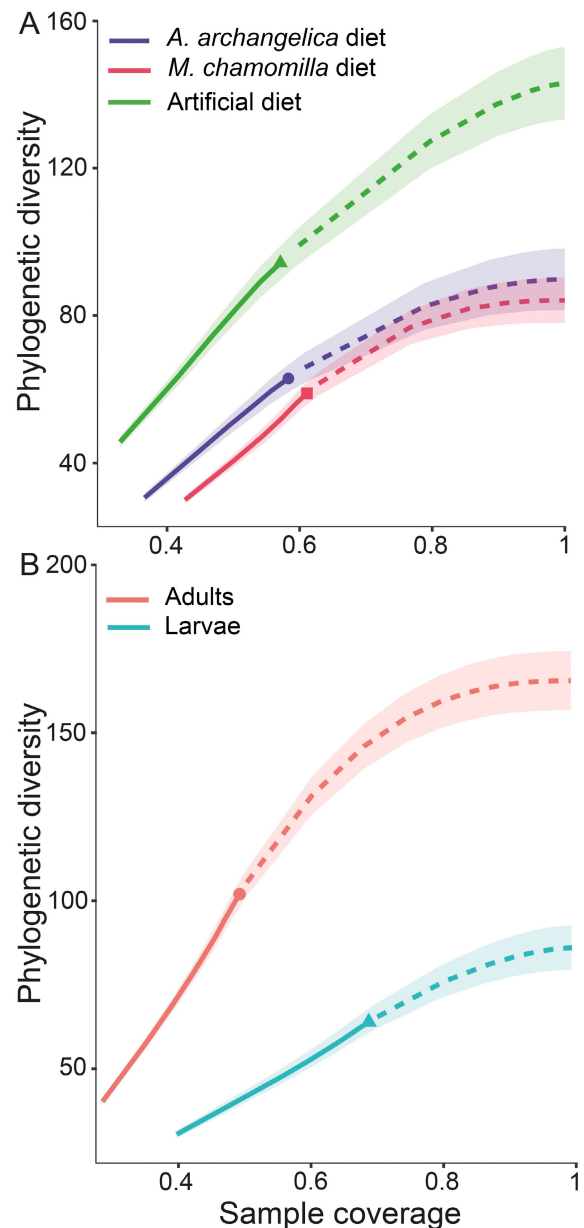 A
160
A. archangelica diet
M. chamomilla diet
Artificial diet
120
80
40
Phylogenetic diversity
0.4 0.6 0.8 1
B
200
Adults
Larvae
150
100
50
Phylogenetic diversity
0.4 0.6 0.8 1
Sample coverage